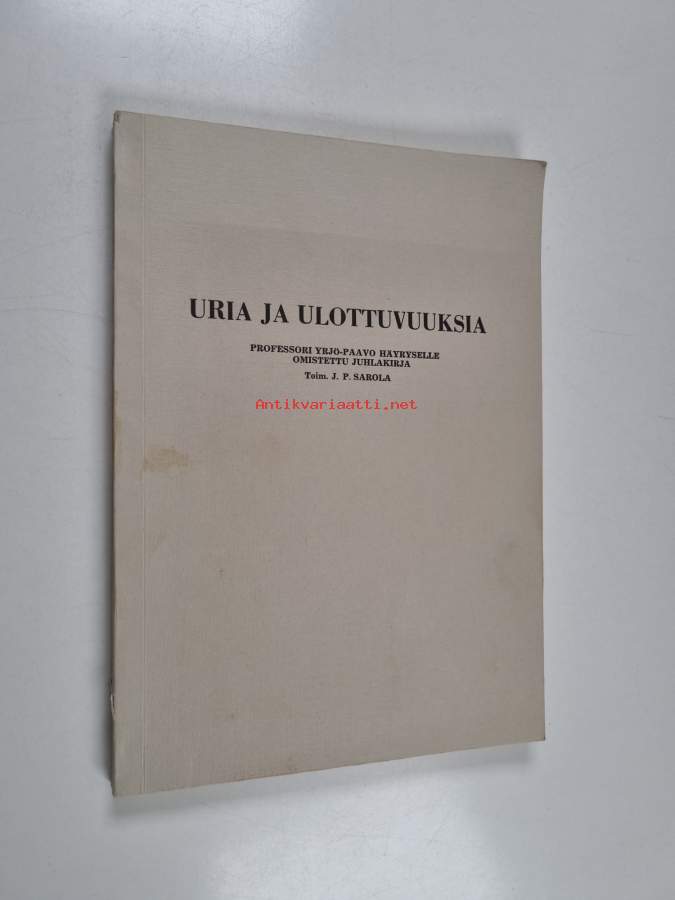 URIA JA ULOTTUVUUKSIA
PROFESSORI YRJÖ-PAAVO HÄYRYSELLE
OMISTETTU JUHLAKIRJA
Toim. J. P. SAROLA
Antikvariaatti.net